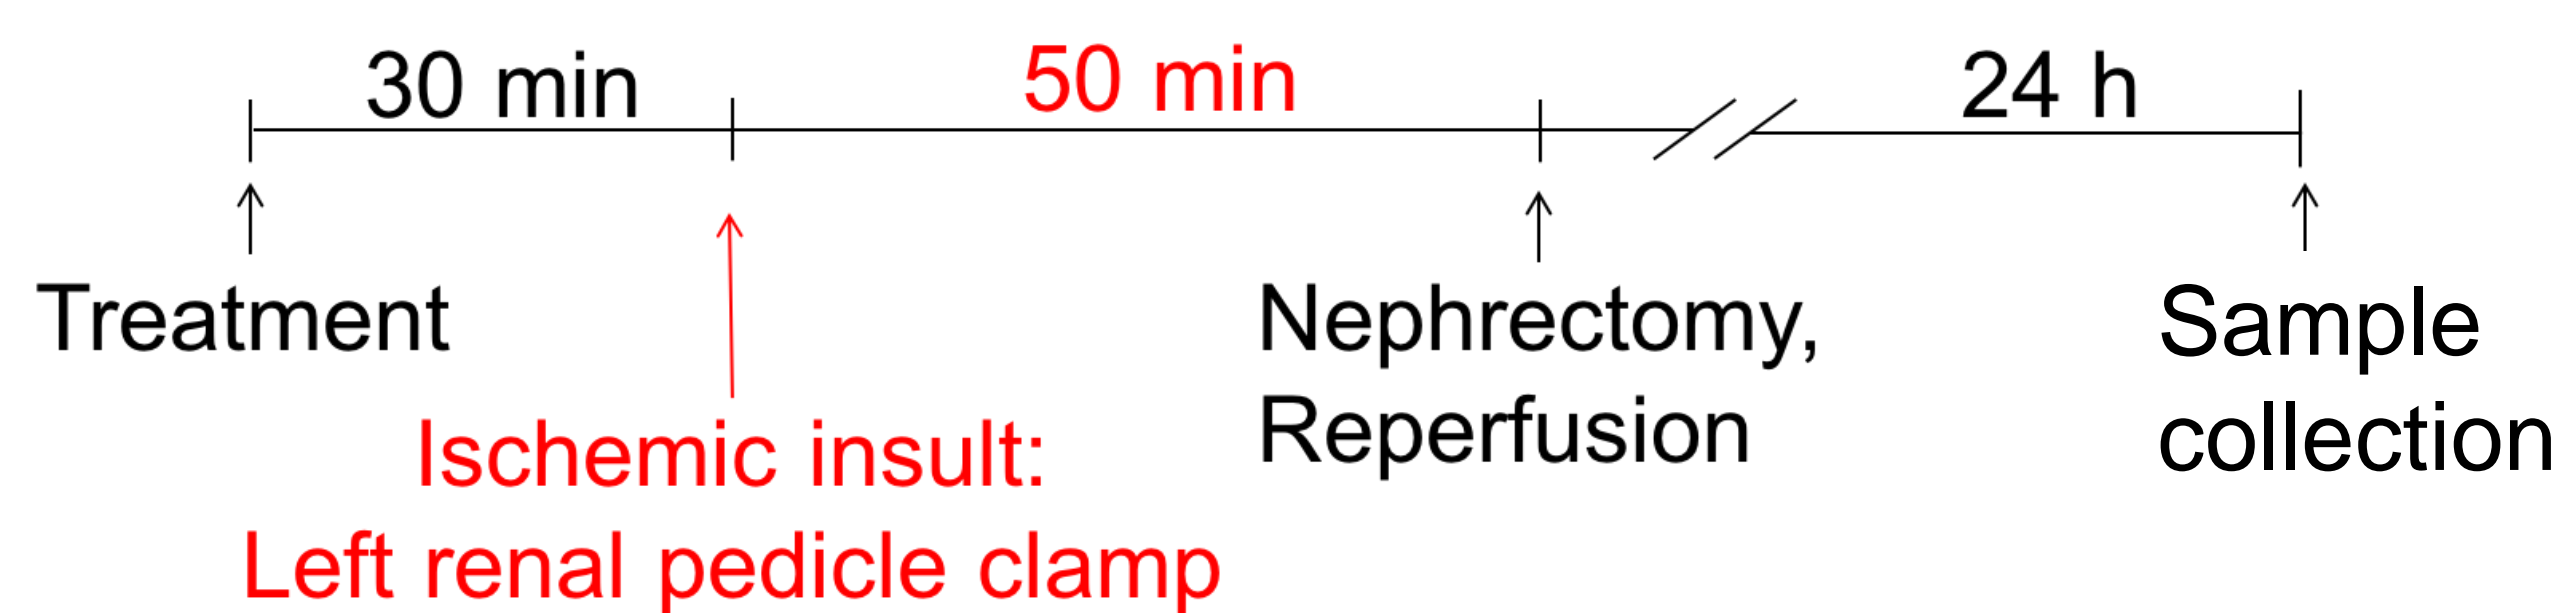 30 min
50 min
24 h
Treatment
Ischemic insult:
Left renal pedicle clamp
Nephrectomy,
Reperfusion
Sample
collection